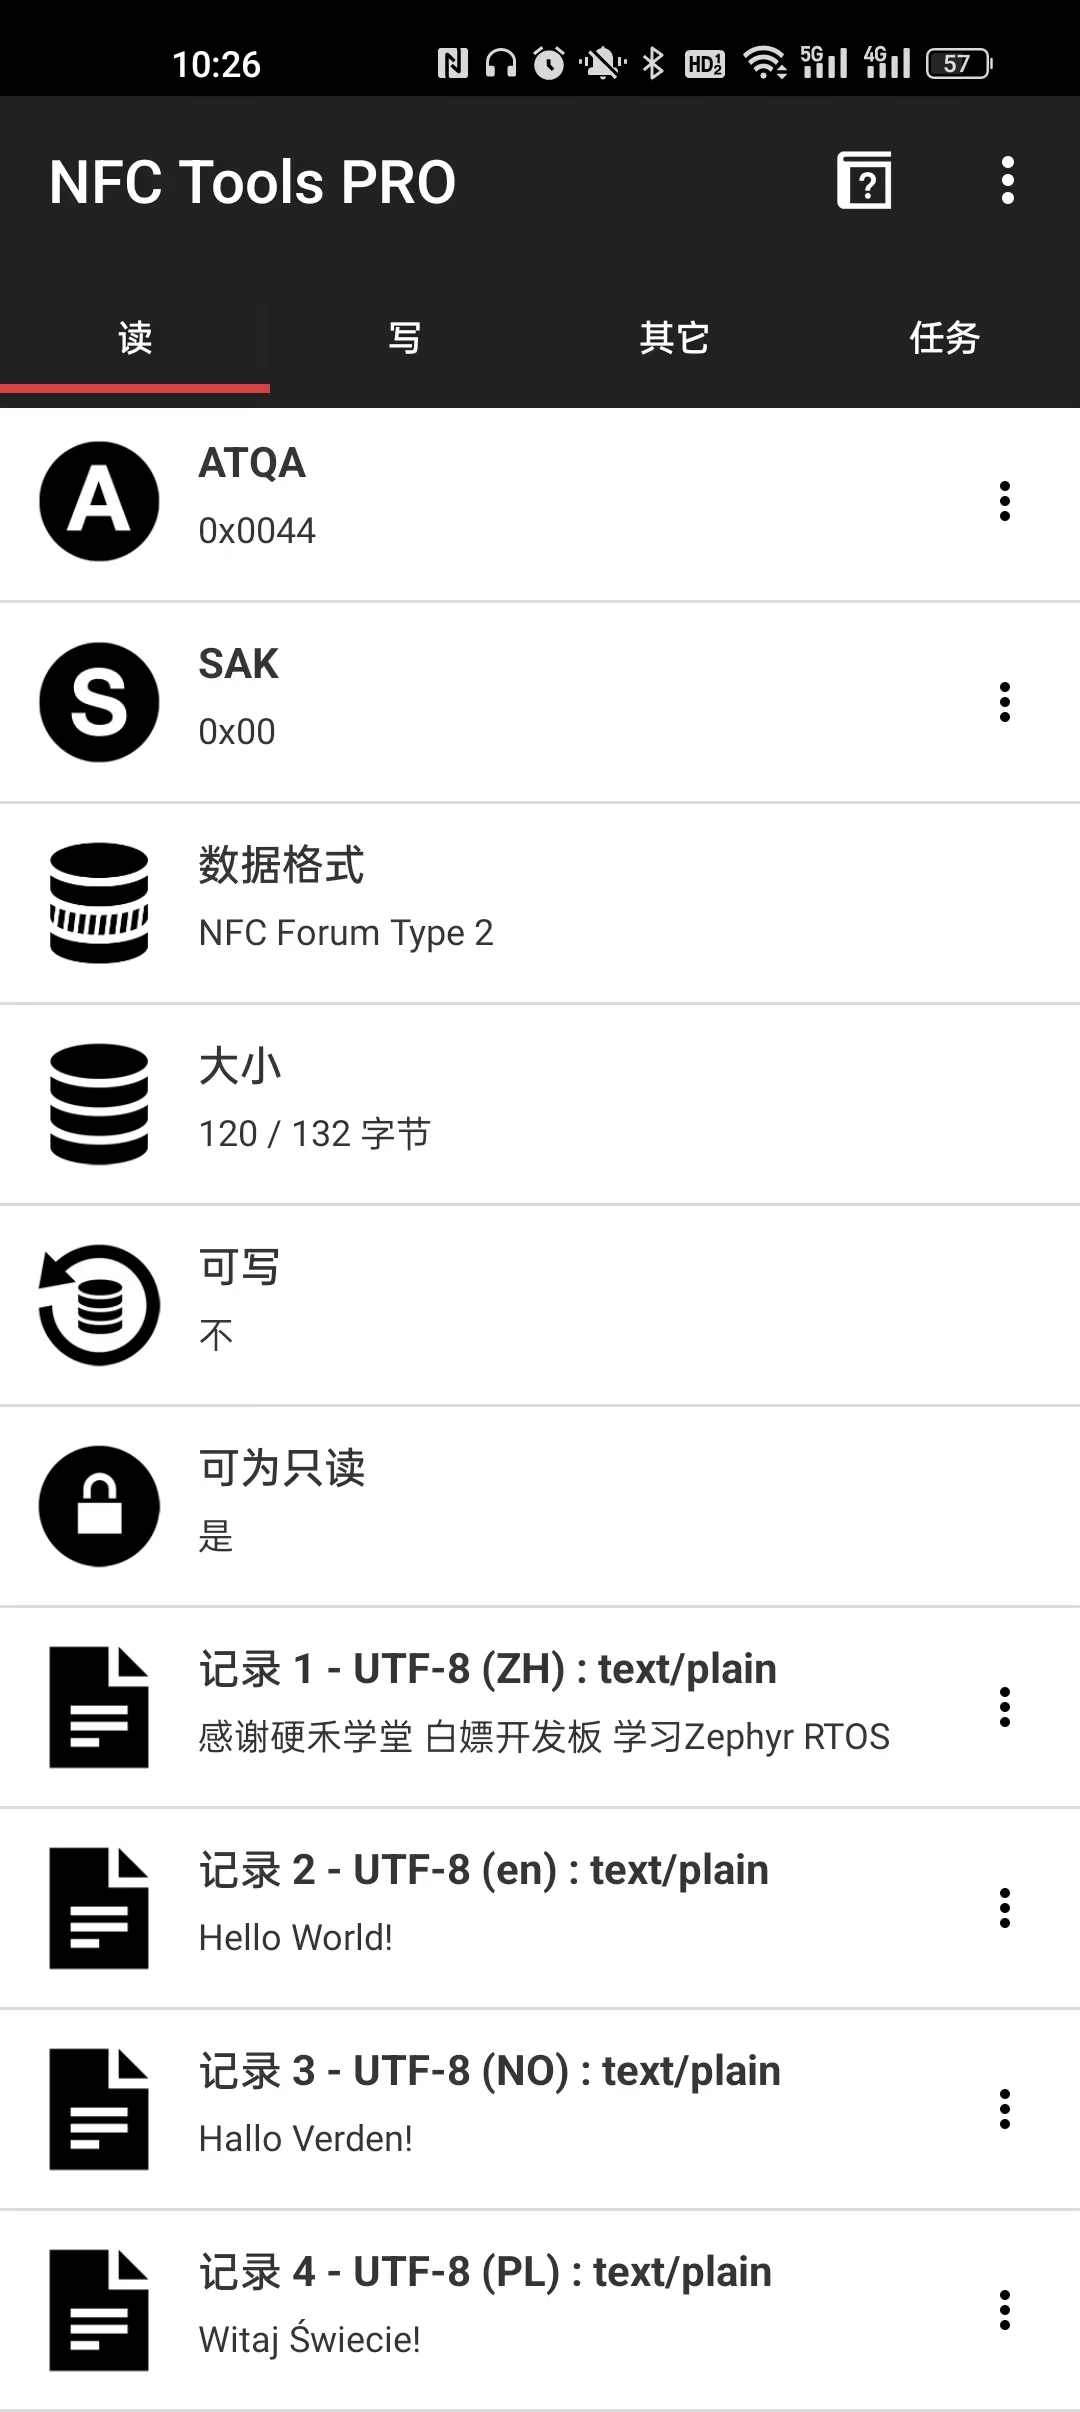 10:26 HD 1 2 5G 4G 57
NFC Tools PRO
读 写 其它 任务
A ATQA
0x0044
S SAK
0x00
数据格式
NFC Forum Type 2
大小
120 / 132 字节
可写
不
可为只读
是
记录 1 - UTF-8 (ZH) : text/plain
感谢硬禾学堂 白嫖开发板 学习Zephyr RTOS
记录 2 - UTF-8 (en) : text/plain
Hello World!
记录 3 - UTF-8 (NO) : text/plain
Hallo Verden!
记录 4 - UTF-8 (PL) : text/plain
Witaj Świecie!